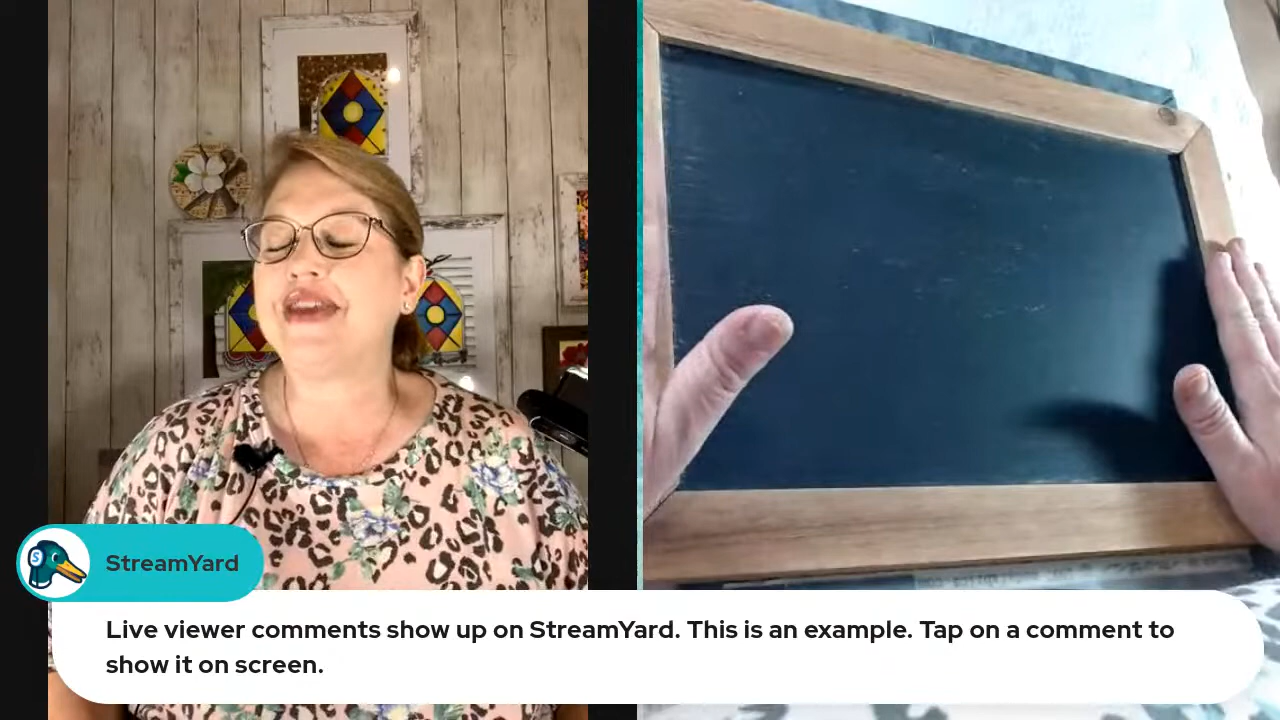 StreamYard
Live viewer comments show up on StreamYard. This is an example. Tap on a comment to
show it on screen.